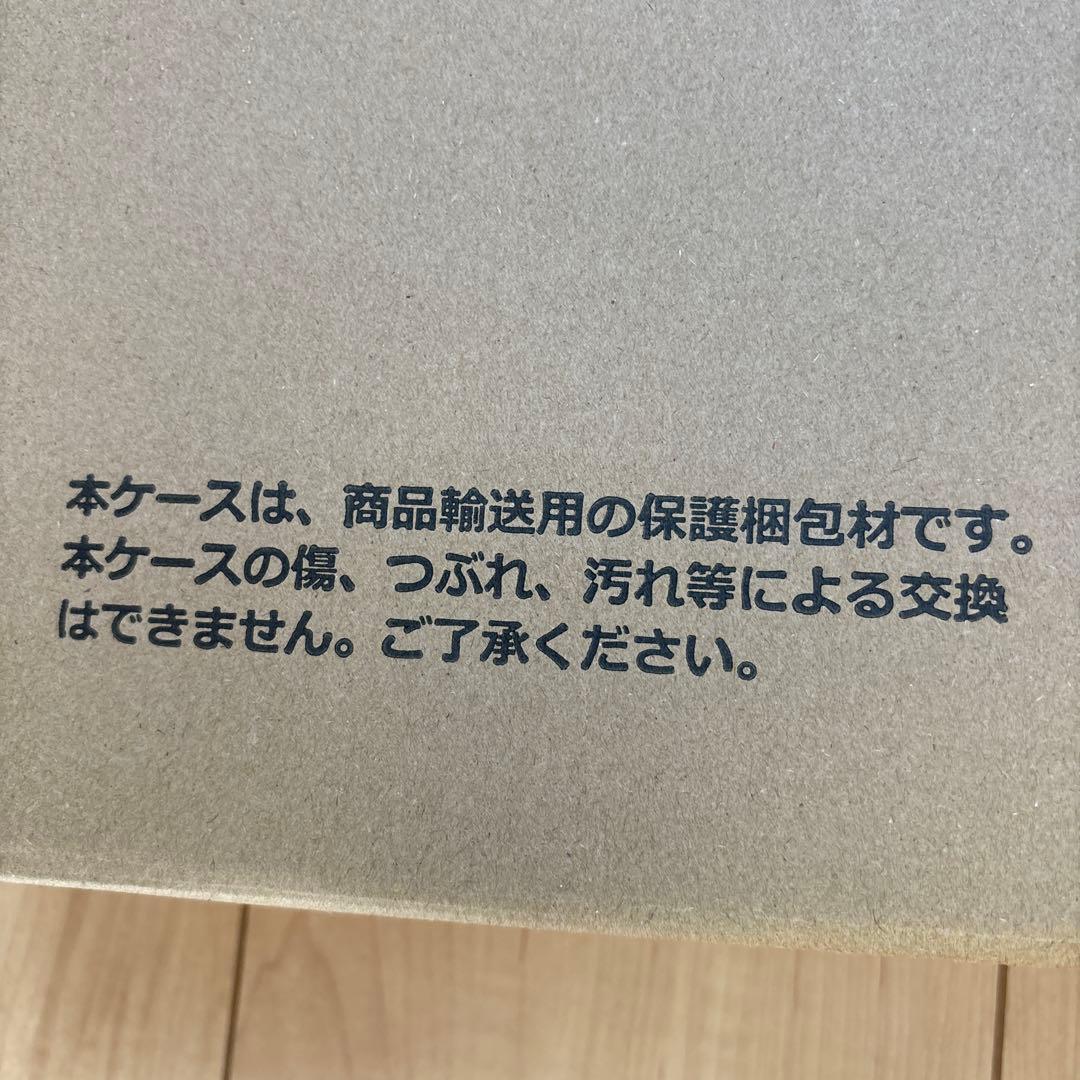 本ケースは、商品輸送用の保護梱包材です。
本ケースの傷、つぶれ、汚れ等による交換
はできません。ご了承ください。